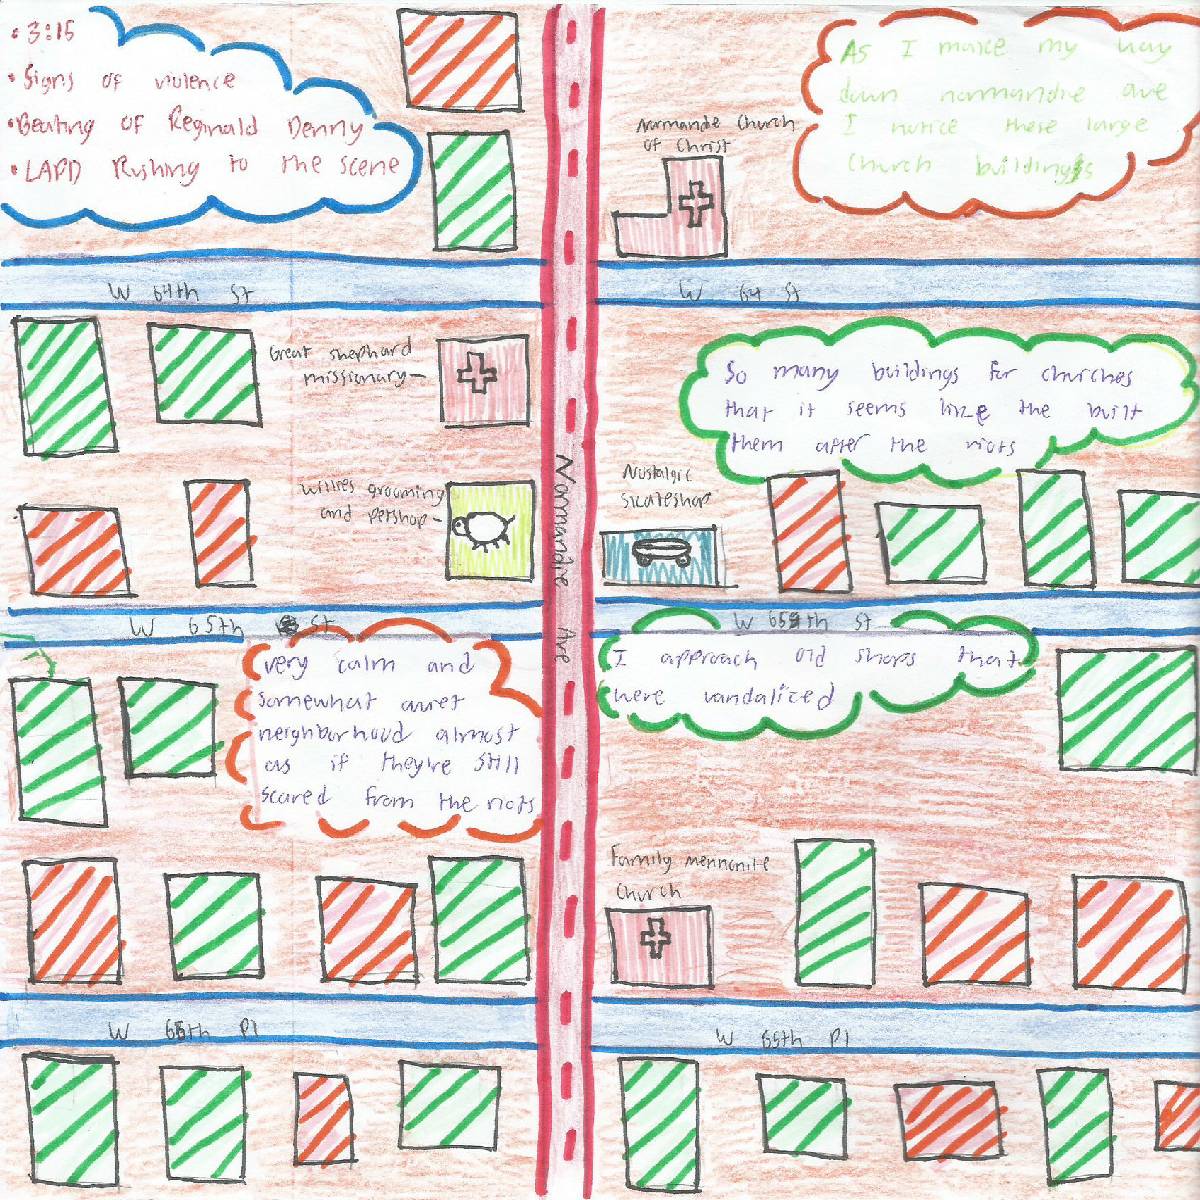 • 3:15
• Signs of violence
• Beating of Reginald Denny
• LAPD Rushing to the scene
As I make my way
down normandie ave
I notice these large
church buildings
Normandie Church
of Christ
W 64th St
W 64 St
Great shephard
missionary—
So many buildings for churches
that it seems like the built
them after the riots
Willies grooming
and petshop—
Nostalgic
skateshop
Normandie Ave
W 65th St
W 65th St
very calm and
somewhat quiet
neighborhood almost
as if they're still
scared from the riots
I approach old shops that
were vandalized
Family mennonite
Church
W 65th Pl
W 65th Pl